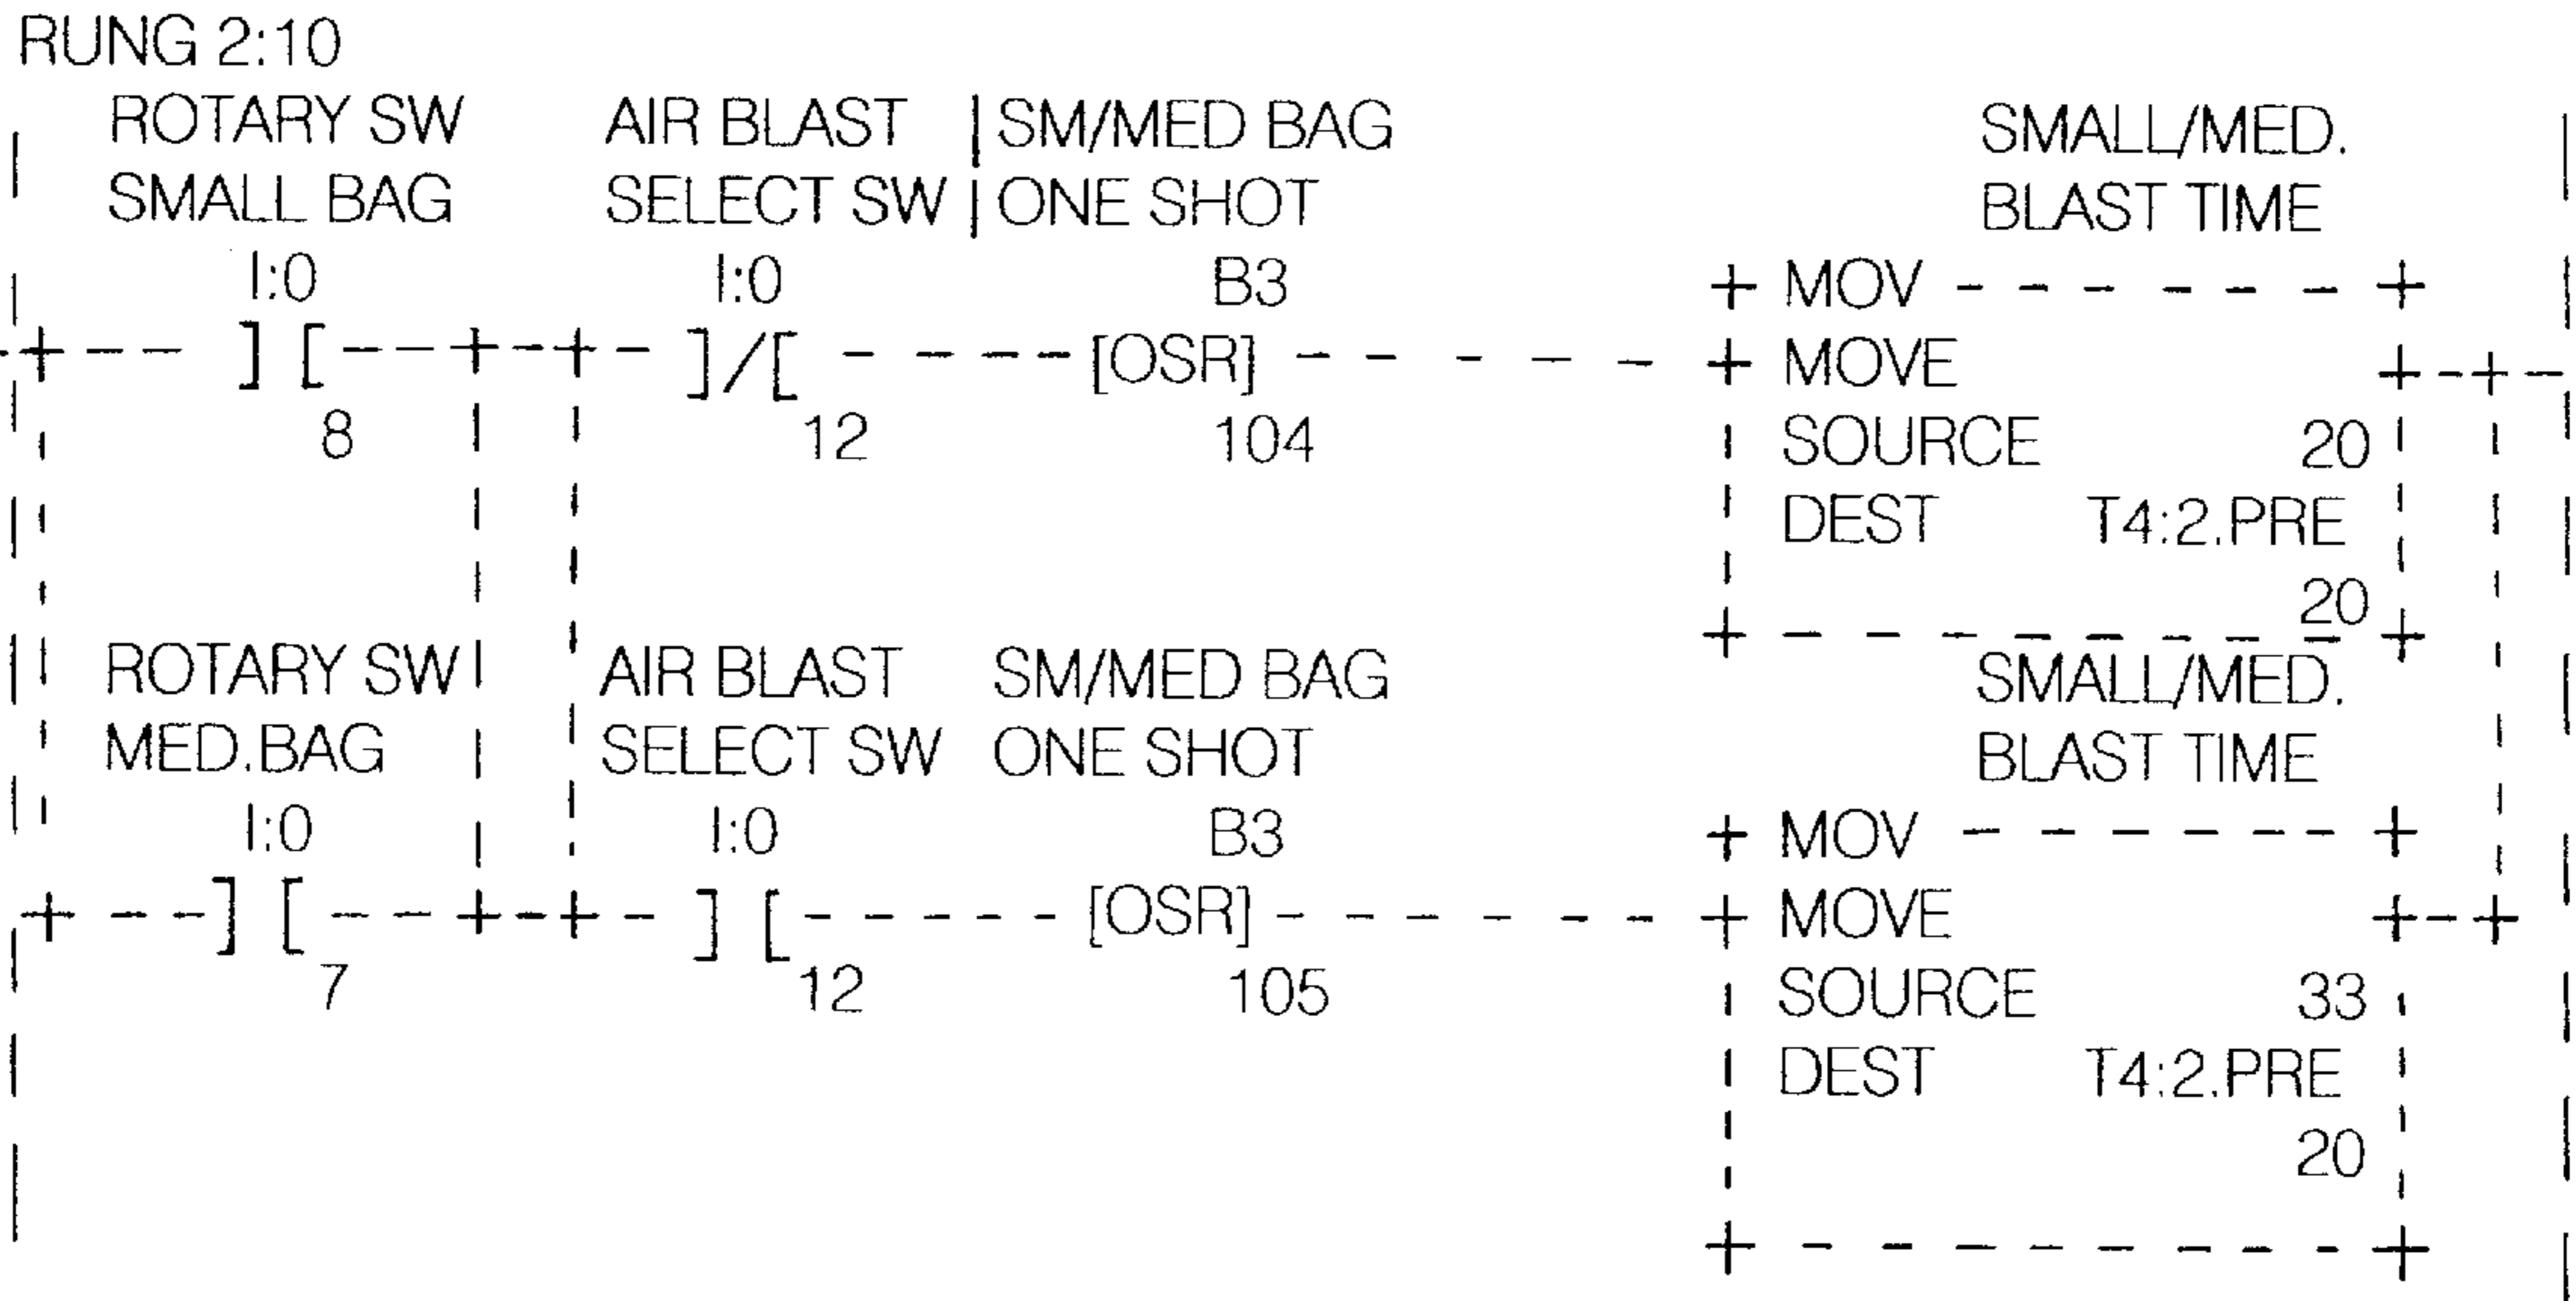 RUNG 2:10
ROTARY SW AIR BLAST | SM/MED BAG SMALL/MED.
SMALL BAG SELECT SW | ONE SHOT BLAST TIME
I:0 I:0 B3 + MOV - - - - - - +
-+--- ] [ ---+--+-- ]/[ - ----[OSR] - - - - - + MOVE +--+--
8 12 104 SOURCE 20
DEST T4:2.PRE
20
ROTARY SW AIR BLAST SM/MED BAG SMALL/MED.
MED.BAG SELECT SW ONE SHOT BLAST TIME
I:0 I:0 B3 + MOV - - - - - - +
+ - --] [ - - --+--+-- ] [- - - - - [OSR]- - - - - - + MOVE +--+
7 12 105 SOURCE 33
DEST T4:2.PRE
20